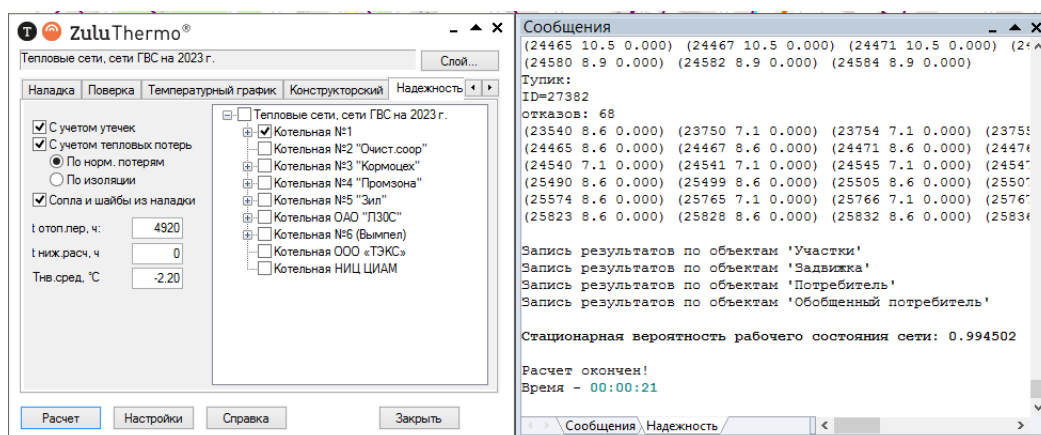 ZuluThermo®
Тепловые сети, сети ГВС на 2023 г.
Слой...
Наладка Поверка Температурный график Конструкторский Надежность
С учетом утечек
С учетом тепловых потерь
По норм. потерям
По изоляции
Сопла и шайбы из наладки
t отоп.пер, ч: 4920
t ниж.расч, ч 0
Tнв.сред, °C -2.20
Тепловые сети, сети ГВС на 2023 г.
Котельная №1
Котельная №2 "Очист.соор"
Котельная №3 "Кормоцех"
Котельная №4 "Промзона"
Котельная №5 "Зил"
Котельная ОАО "ПЗОС"
Котельная №6 (Вымпел)
Котельная ООО «ТЭКС»
Котельная НИЦ ЦИАМ
Расчет Настройки Справка Закрыть
Сообщения
(24465 10.5 0.000) (24467 10.5 0.000) (24471 10.5 0.000)
(24580 8.9 0.000) (24582 8.9 0.000) (24584 8.9 0.000)
Тупик:
ID=27382
отказов: 68
(23540 8.6 0.000) (23750 7.1 0.000) (23754 7.1 0.000) (23755
(24465 8.6 0.000) (24467 8.6 0.000) (24471 8.6 0.000) (24476
(24540 7.1 0.000) (24541 7.1 0.000) (24545 7.1 0.000) (24547
(25490 8.6 0.000) (25499 8.6 0.000) (25505 8.6 0.000) (25507
(25574 8.6 0.000) (25765 7.1 0.000) (25766 7.1 0.000) (25767
(25823 8.6 0.000) (25828 8.6 0.000) (25832 8.6 0.000) (25836
Запись результатов по объектам 'Участки'
Запись результатов по объектам 'Задвижка'
Запись результатов по объектам 'Потребитель'
Запись результатов по объектам 'Обобщенный потребитель'
Стационарная вероятность рабочего состояния сети: 0.994502
Расчет окончен!
Время - 00:00:21
Сообщения Надежность